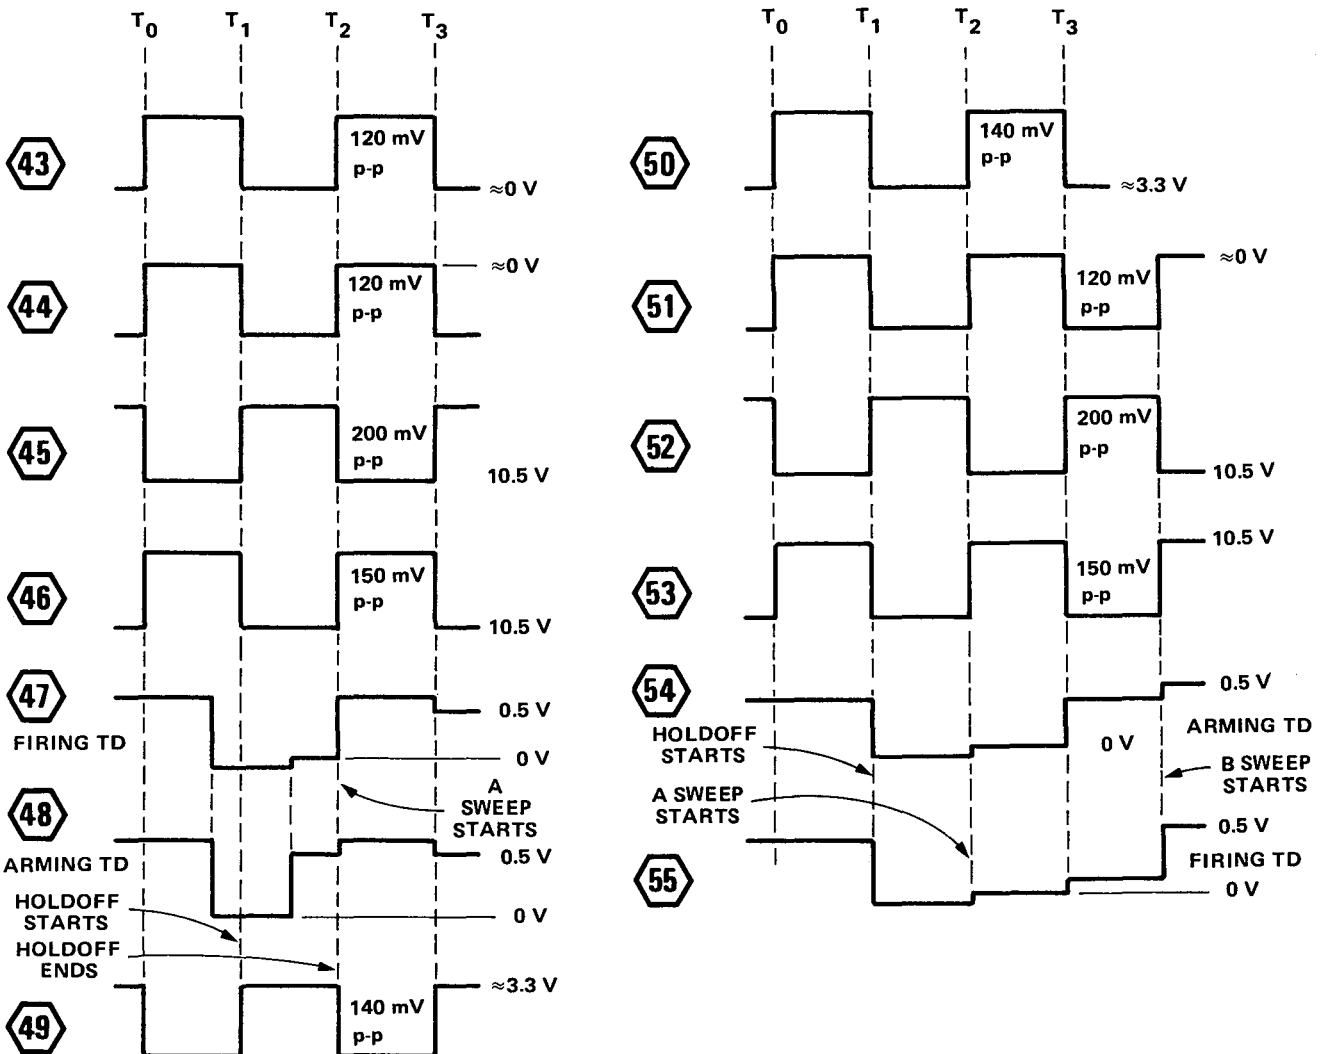 T0 T1 T2 T3
43
120 mV
p-p
≈0 V
44
≈0 V
120 mV
p-p
45
200 mV
p-p
10.5 V
46
150 mV
p-p
10.5 V
47
FIRING TD
0.5 V
0 V
A
SWEEP
STARTS
48
ARMING TD
0.5 V
HOLDOFF
STARTS
0 V
HOLDOFF
ENDS
49
≈3.3 V
140 mV
p-p
T0 T1 T2 T3
50
140 mV
p-p
≈3.3 V
51
≈0 V
120 mV
p-p
52
200 mV
p-p
10.5 V
53
10.5 V
150 mV
p-p
54
0.5 V
ARMING TD
HOLDOFF
STARTS
0 V
B SWEEP
STARTS
A SWEEP
STARTS
55
0.5 V
FIRING TD
0 V